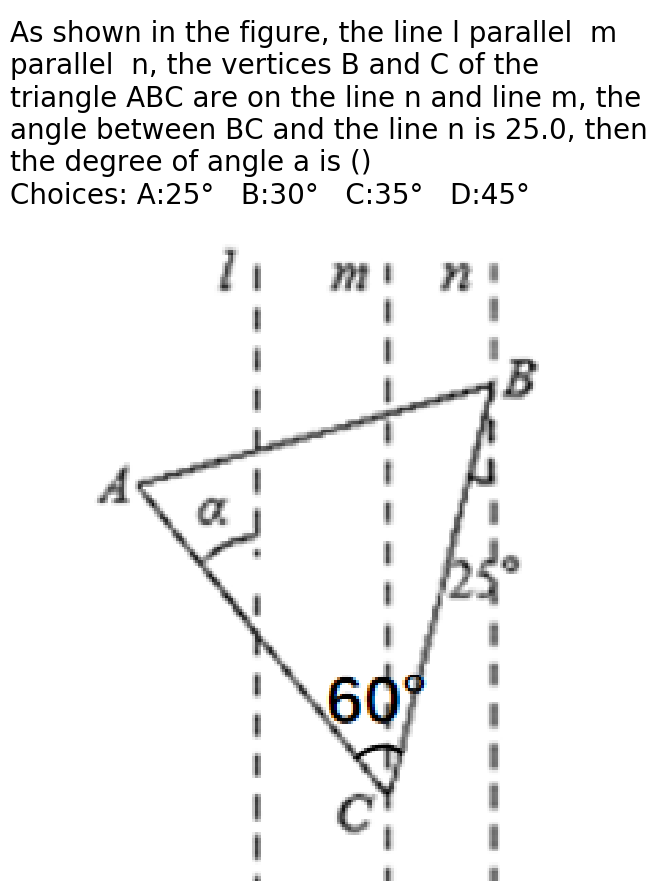 As shown in the figure, the line l parallel  m
parallel  n, the vertices B and C of the
triangle ABC are on the line n and line m, the
angle between BC and the line n is 25.0, then
the degree of angle a is ()
Choices: A:25°   B:30°   C:35°   D:45°
l m n
B
A
α
25°
60°
C